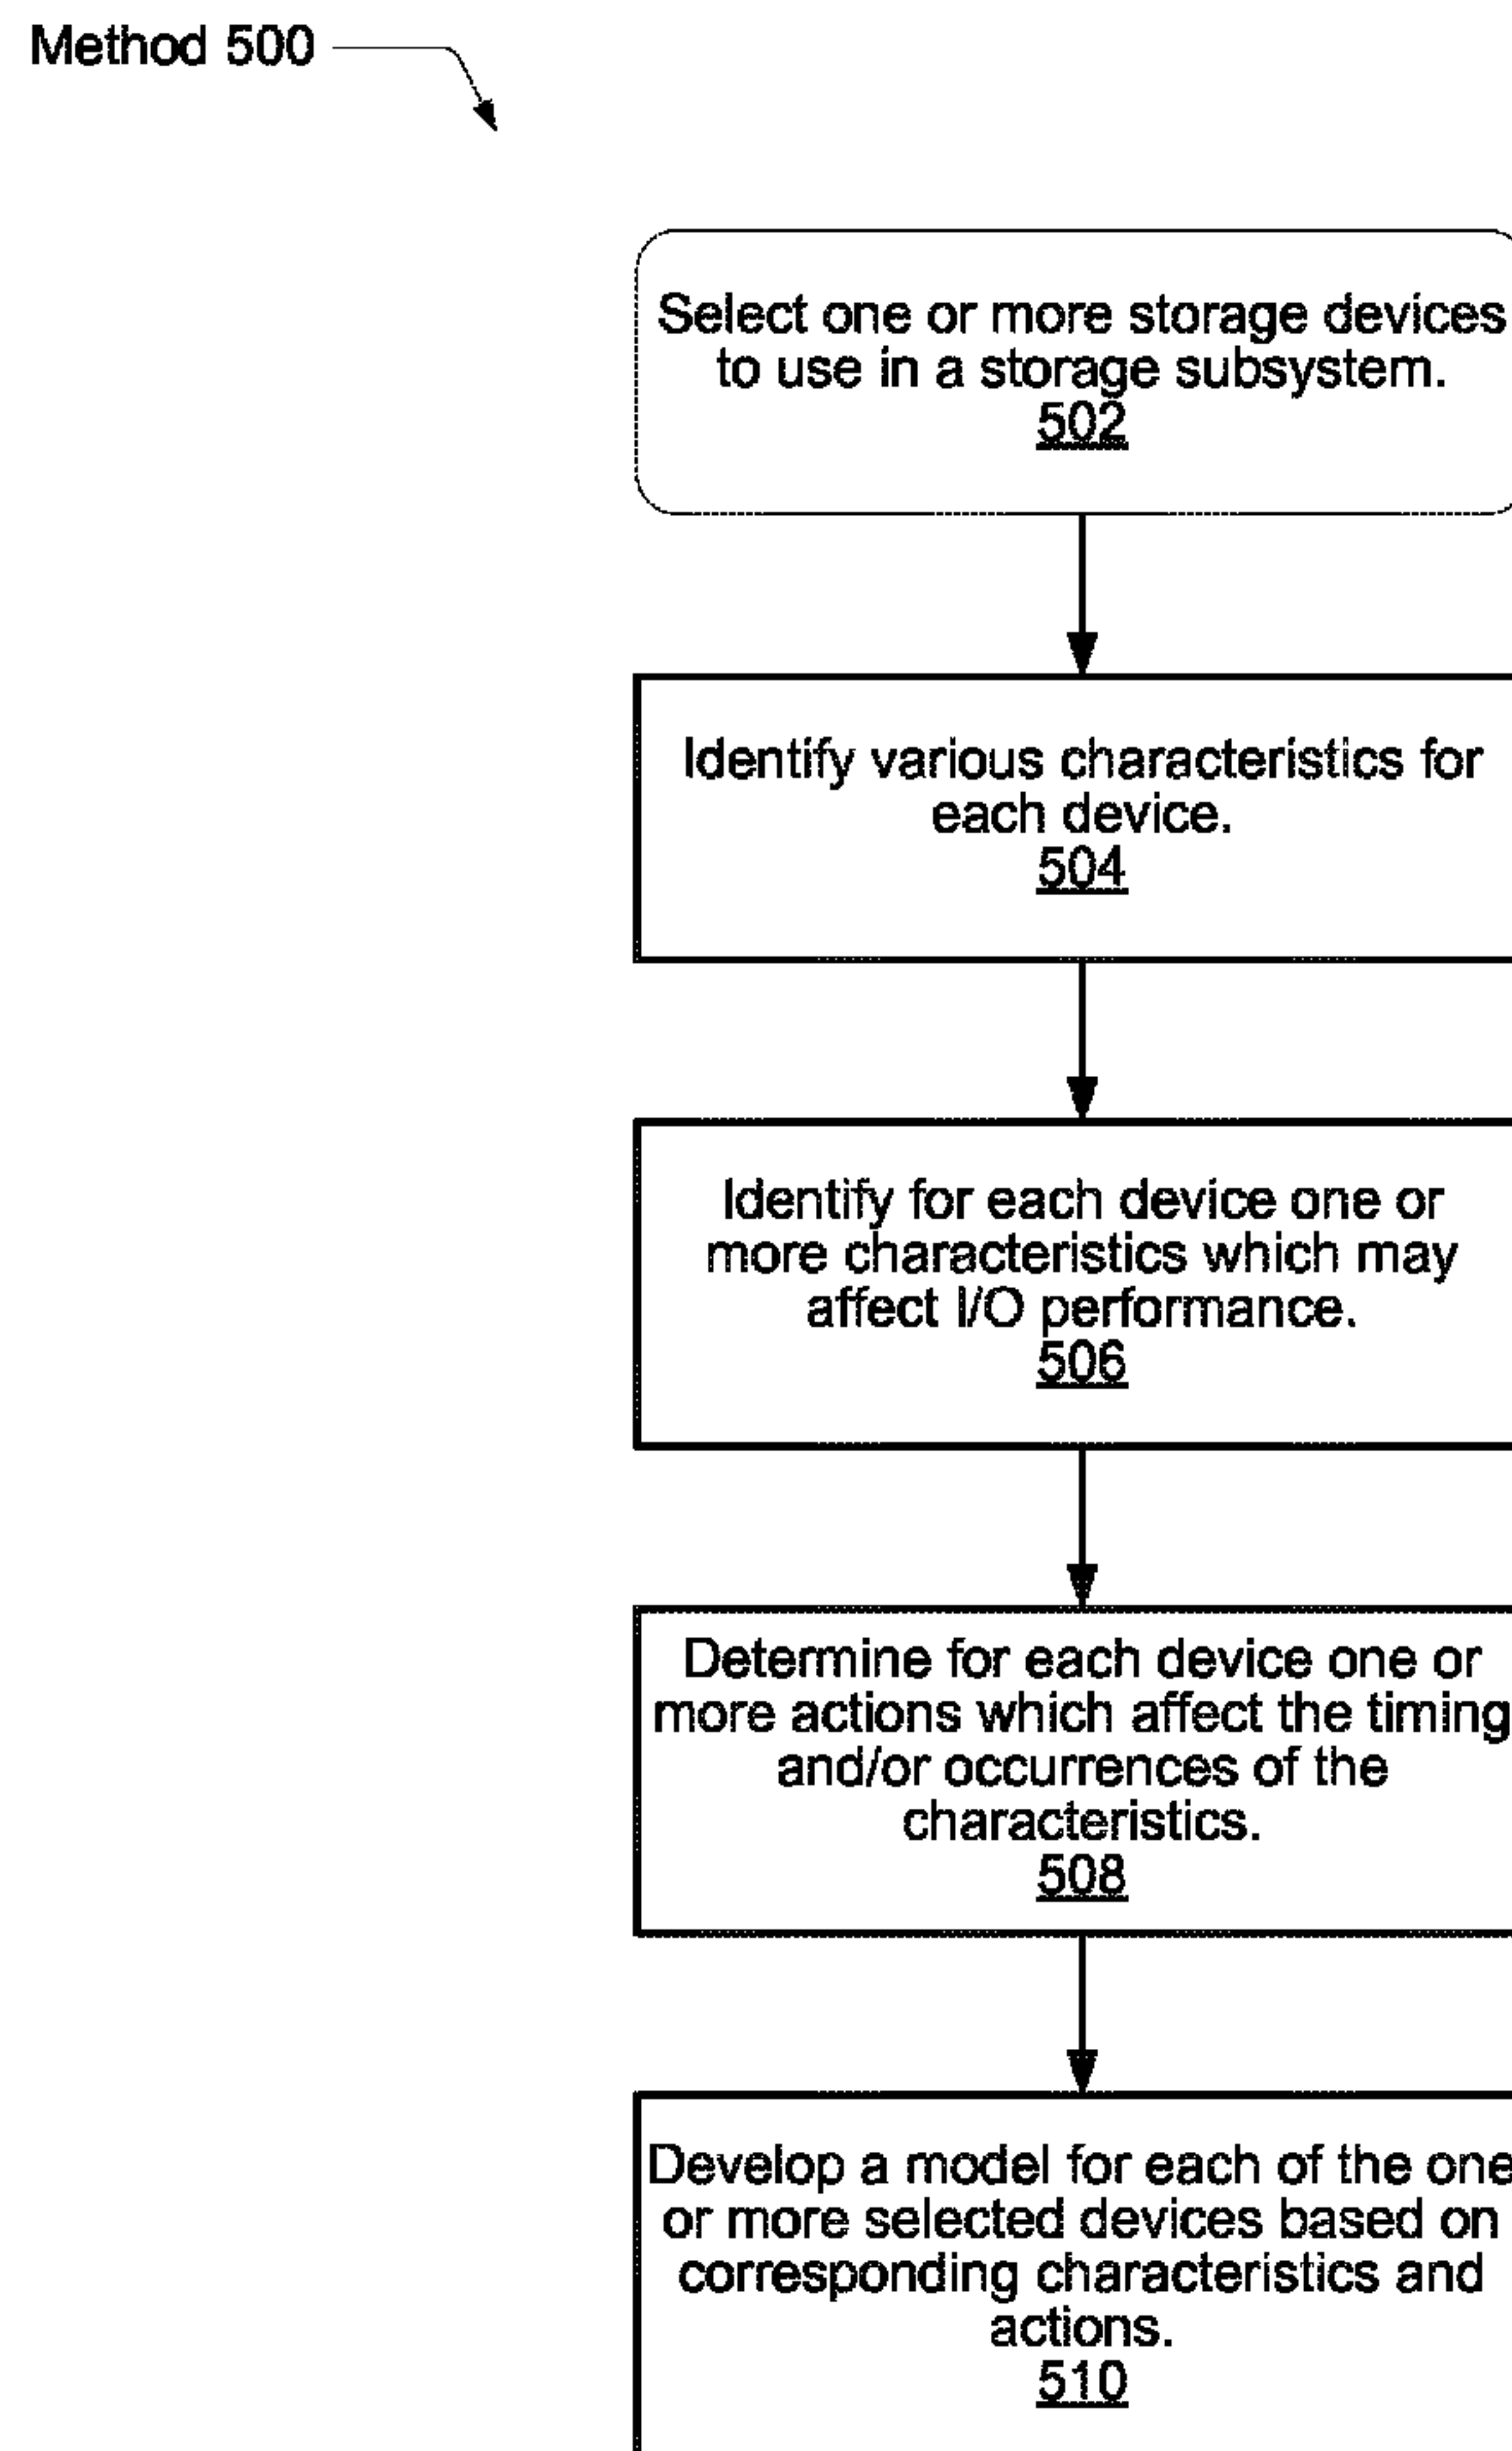 Method 500
Select one or more storage devices
to use in a storage subsystem.
502
Identify various characteristics for
each device.
504
Identify for each device one or
more characteristics which may
affect I/O performance.
506
Determine for each device one or
more actions which affect the timing
and/or occurrences of the
characteristics.
508
Develop a model for each of the one
or more selected devices based on
corresponding characteristics and
actions.
510